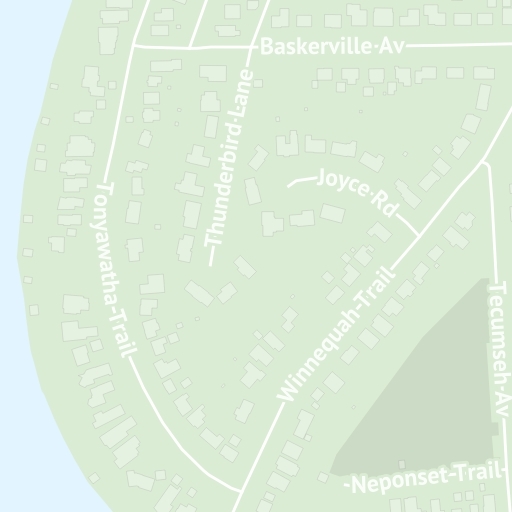 Baskerville Av
Thunderbird Lane
Joyce Rd
Tonyawatha Trail
Winnequah Trail
Tecumseh Av
Neponset Trail